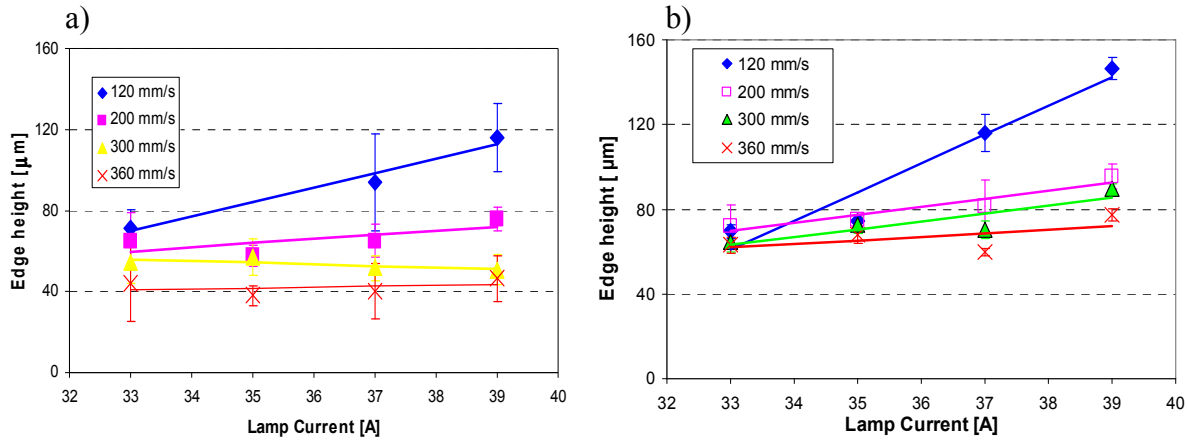 a)
160
120
80
40
0
Edge height [μm]
120 mm/s
200 mm/s
300 mm/s
360 mm/s
32 33 34 35 36 37 38 39 40
Lamp Current [A]
b)
160
120
80
40
0
Edge height [µm]
120 mm/s
200 mm/s
300 mm/s
360 mm/s
32 33 34 35 36 37 38 39 40
Lamp Current [A]